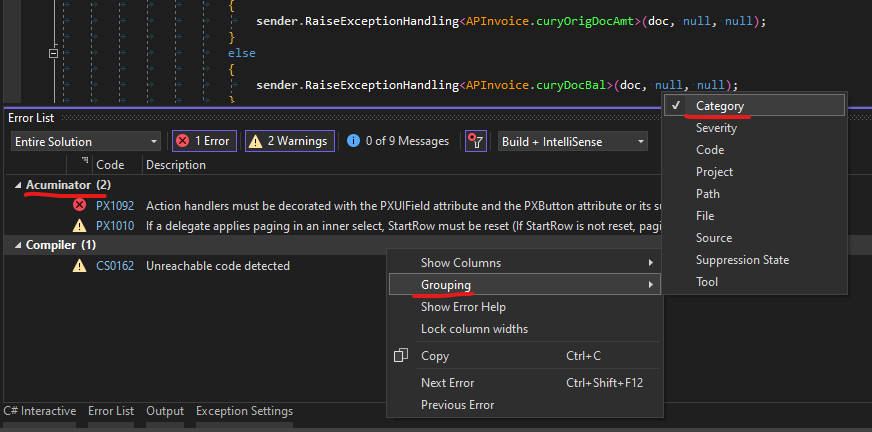 {
sender.RaiseExceptionHandling<APInvoice.curyOrigDocAmt>(doc, null, null);
}
else
{
sender.RaiseExceptionHandling<APInvoice.curyDocBal>(doc, null, null);
}
Error List
Entire Solution
1 Error
2 Warnings
0 of 9 Messages
Build + IntelliSense
Code Description
Acuminator (2)
PX1092 Action handlers must be decorated with the PXUIField attribute and the PXButton attribute or its su
PX1010 If a delegate applies paging in an inner select, StartRow must be reset (If StartRow is not reset, pagi
Compiler (1)
CS0162 Unreachable code detected
Show Columns
Grouping
Show Error Help
Lock column widths
Copy Ctrl+C
Next Error Ctrl+Shift+F12
Previous Error
Category
Severity
Code
Project
Path
File
Source
Suppression State
Tool
C# Interactive Error List Output Exception Settings